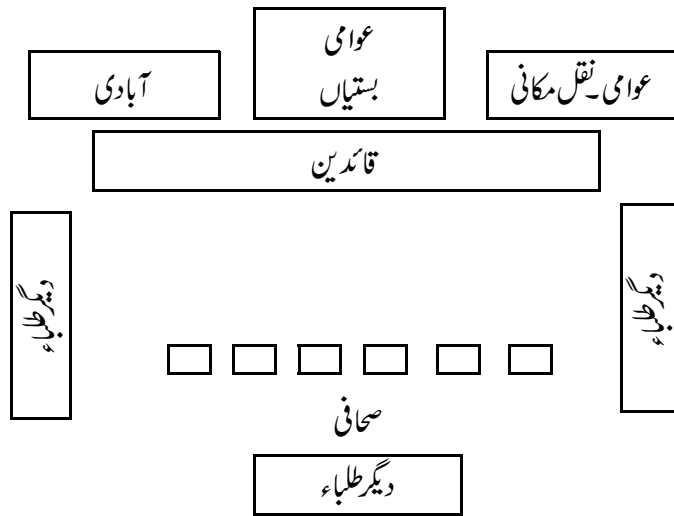 عوامی
بستیاں
عوامی۔نقل مکانی
آبادی
قائدین
دیگر طلباء
دیگر طلباء
صحافی
دیگر طلباء